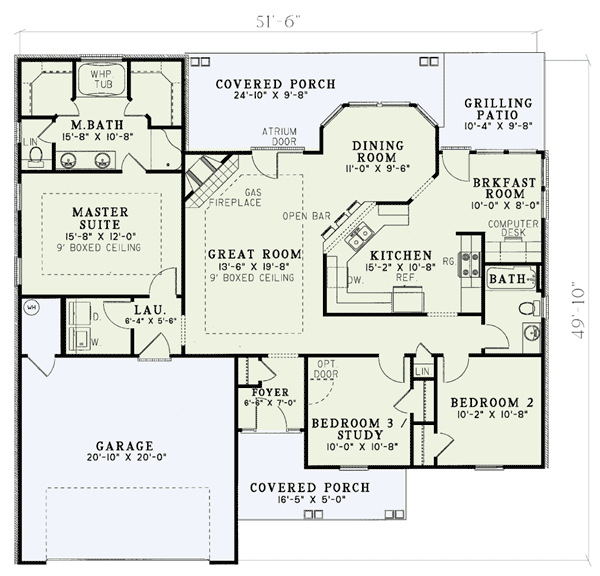 51'-6"
WHP.
TUB
COVERED PORCH
24'-10" X 9'-8"
GRILLING
PATIO
10'-4" X 9'-8"
M.BATH
15'-8" X 10'-8"
LIN
ATRIUM
DOOR
DINING
ROOM
11'-0" X 9'-6"
GAS
FIREPLACE
BRKFAST
ROOM
10'-0" X 8'-0"
MASTER
SUITE
15'-8" X 12'-0"
9' BOXED CEILING
OPEN BAR
COMPUTER
DESK
GREAT ROOM
13'-6" X 19'-8"
9' BOXED CEILING
KITCHEN
15'-2" X 10'-8"
REF.
DW.
RG
BATH
49'-10"
WH
D.
W.
LAU.
6'-4" X 5'-6"
OPT
DOOR
LIN
FOYER
6'-6" X 7'-0"
BEDROOM 2
10'-2" X 10'-8"
BEDROOM 3 /
STUDY
10'-0" X 10'-8"
GARAGE
20'-10" X 20'-0"
COVERED PORCH
16'-5" X 5'-0"